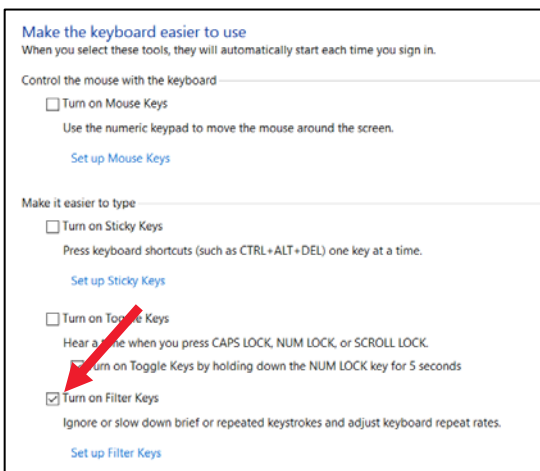 Make the keyboard easier to use
When you select these tools, they will automatically start each time you sign in.
Control the mouse with the keyboard
Turn on Mouse Keys
Use the numeric keypad to move the mouse around the screen.
Set up Mouse Keys
Make it easier to type
Turn on Sticky Keys
Press keyboard shortcuts (such as CTRL+ALT+DEL) one key at a time.
Set up Sticky Keys
Turn on Toggle Keys
Hear a tone when you press CAPS LOCK, NUM LOCK, or SCROLL LOCK.
Turn on Toggle Keys by holding down the NUM LOCK key for 5 seconds
Turn on Filter Keys
Ignore or slow down brief or repeated keystrokes and adjust keyboard repeat rates.
Set up Filter Keys